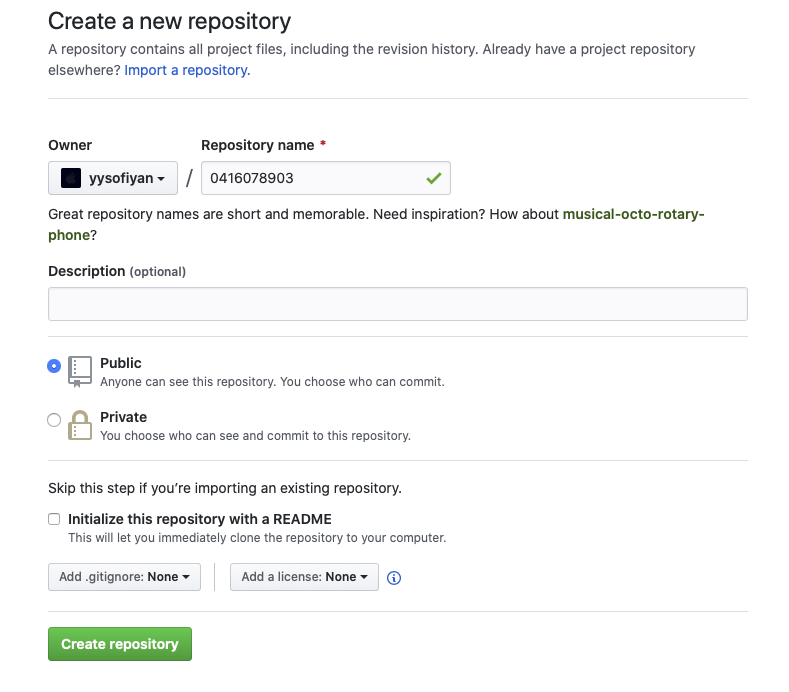 Create a new repository
A repository contains all project files, including the revision history. Already have a project repository
elsewhere? Import a repository.
Owner
Repository name *
yysofiyan
/
0416078903
Great repository names are short and memorable. Need inspiration? How about musical-octo-rotary-
phone?
Description (optional)
Public
Anyone can see this repository. You choose who can commit.
Private
You choose who can see and commit to this repository.
Skip this step if you’re importing an existing repository.
Initialize this repository with a README
This will let you immediately clone the repository to your computer.
Add .gitignore: None
Add a license: None
Create repository